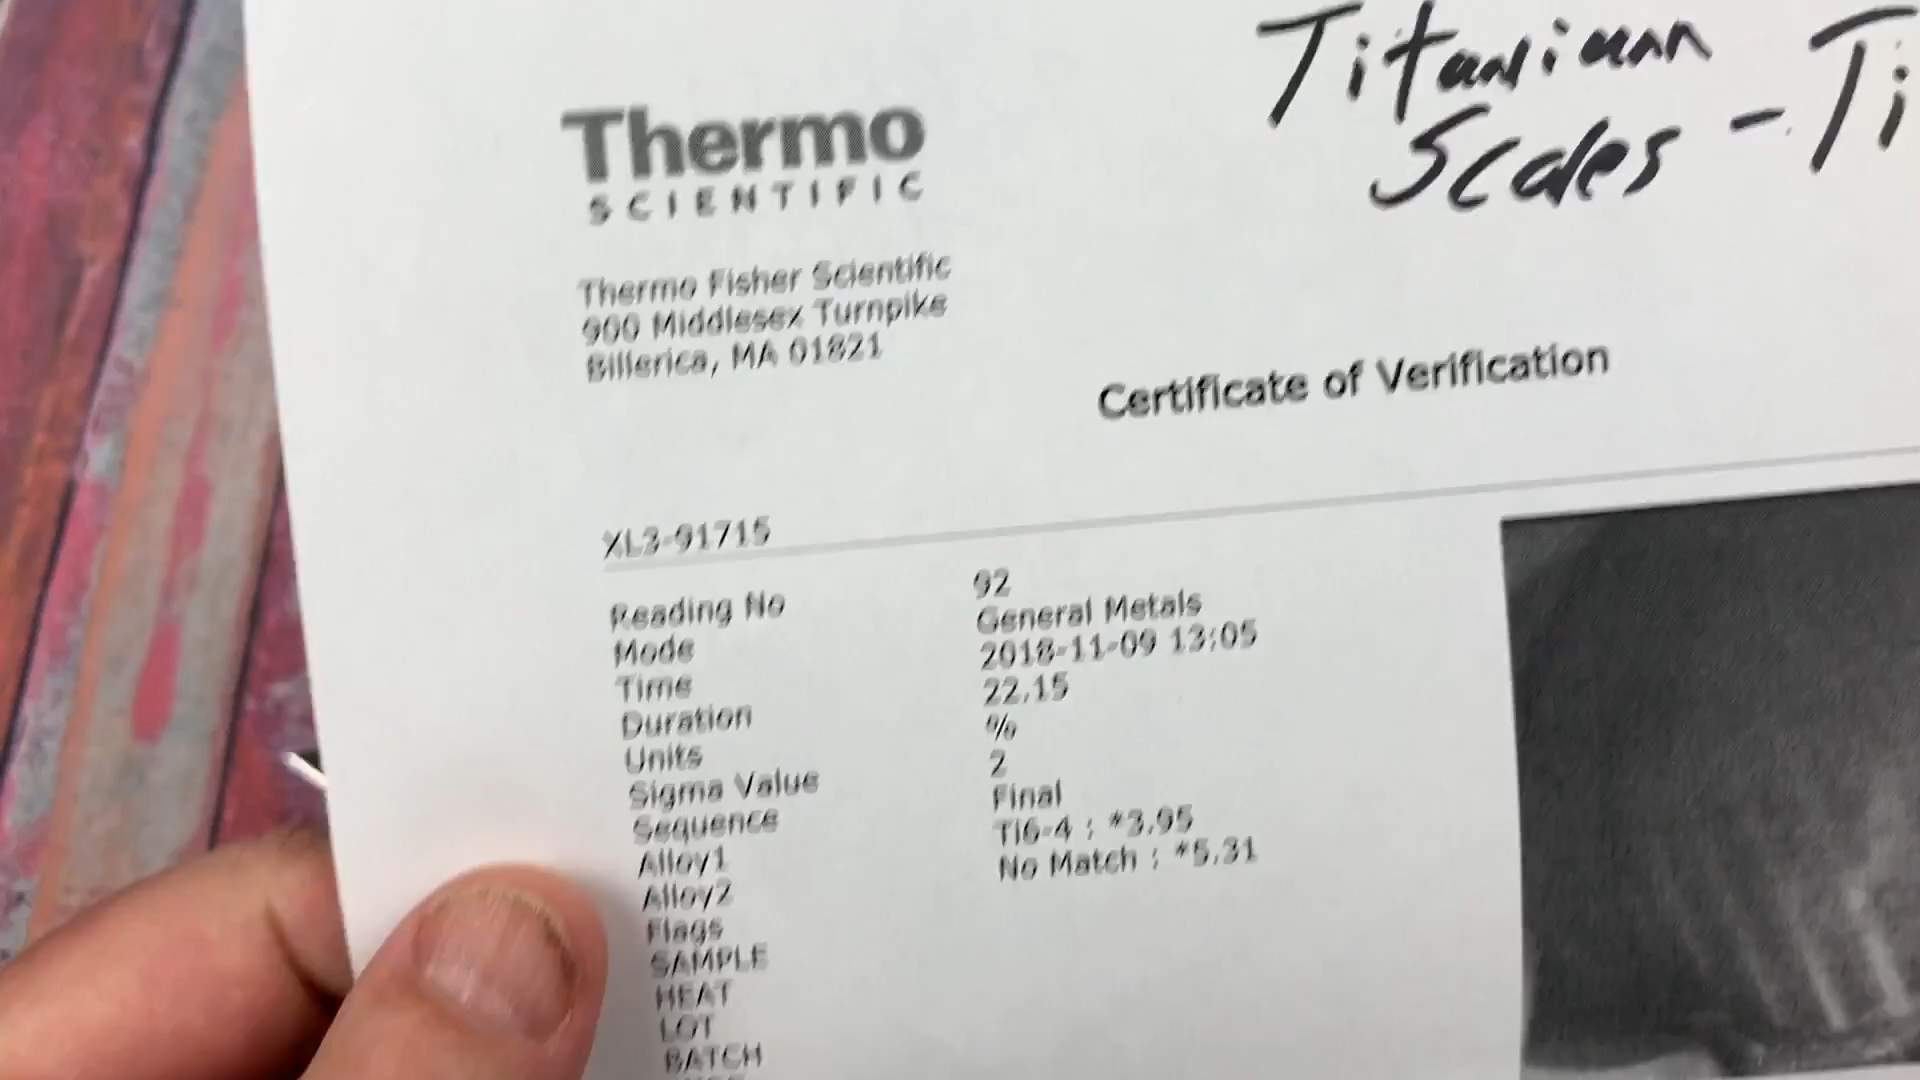 Titanium
Scales - Ti
Thermo
SCIENTIFIC
Thermo Fisher Scientific
900 Middlesex Turnpike
Billerica, MA 01821
Certificate of Verification
XL3-91715
Reading No 92
Mode General Metals
Time 2018-11-09 13:05
Duration 22.15
Units %
Sigma Value 2
Sequence Final
Alloy1 Ti6-4 : *3.95
Alloy2 No Match : *5.31
Flags
SAMPLE
HEAT
LOT
BATCH